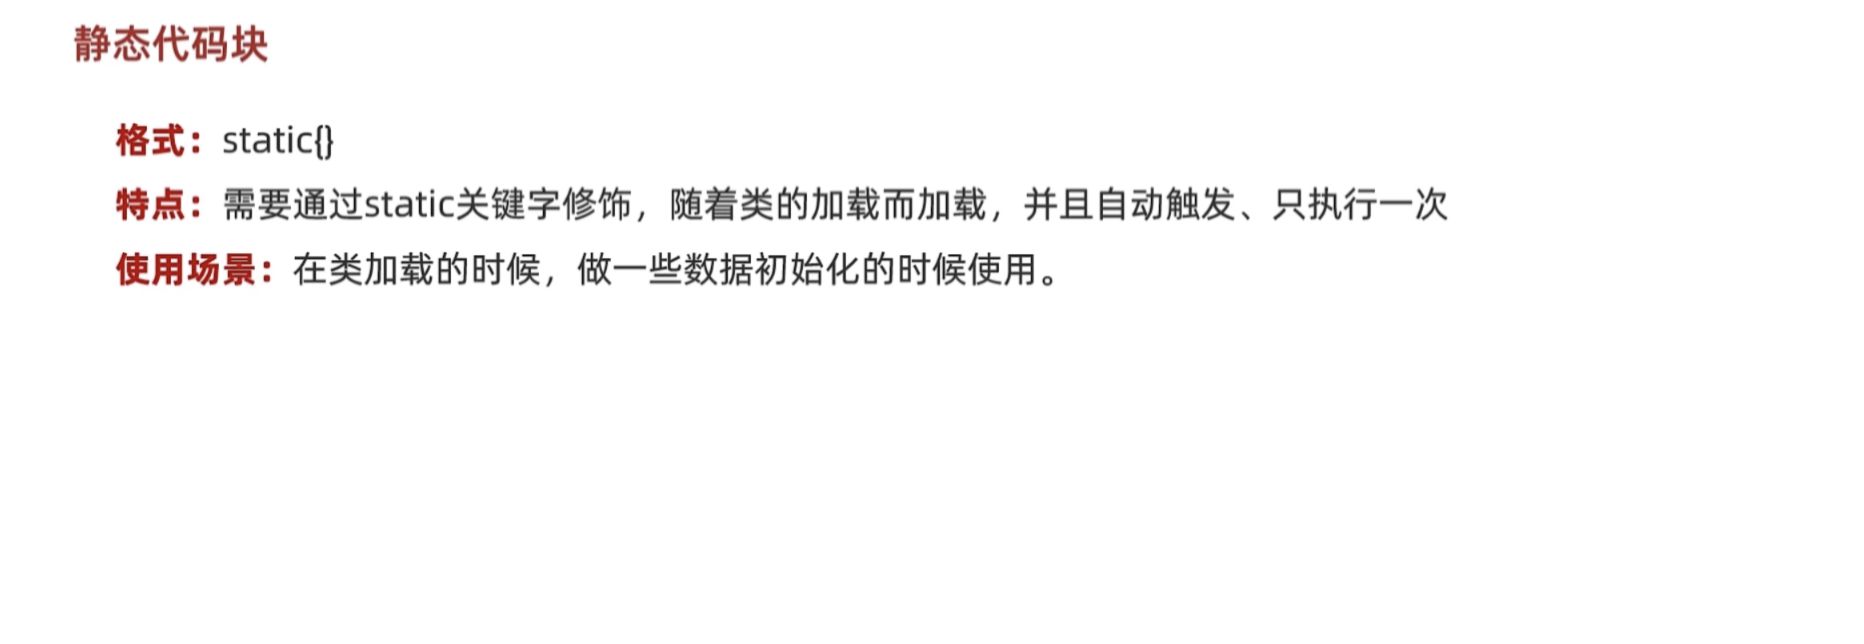 静态代码块
格式：static{}
特点：需要通过static关键字修饰，随着类的加载而加载，并且自动触发、只执行一次
使用场景：在类加载的时候，做一些数据初始化的时候使用。